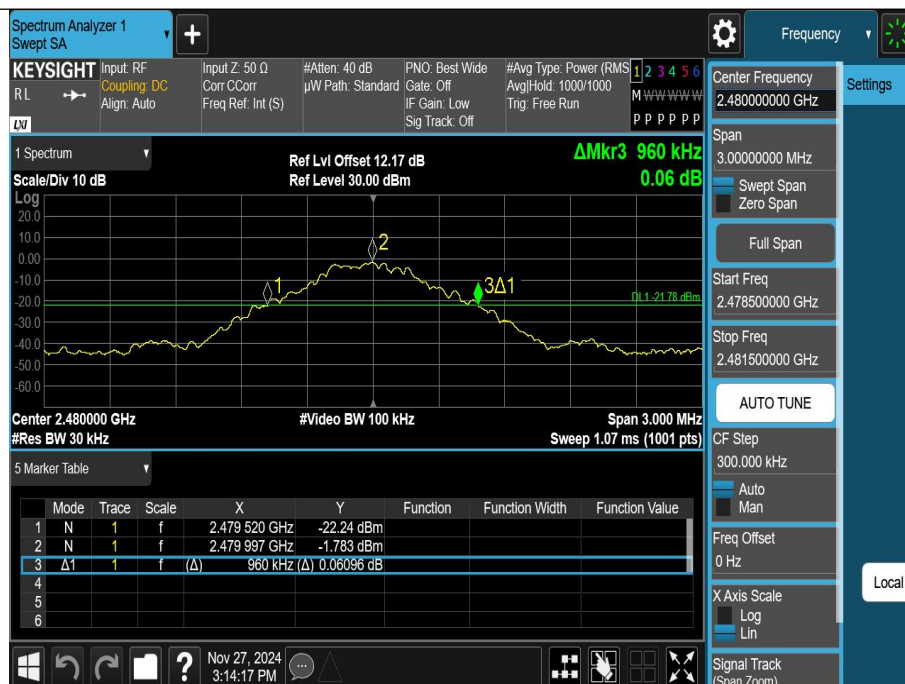 Spectrum Analyzer 1
Swept SA
+
Frequency
KEYSIGHT
RL
LXI
Input: RF
Coupling: DC
Align: Auto
Input Z: 50 Ω
Corr CCorr
Freq Ref: Int (S)
#Atten: 40 dB
µW Path: Standard
PNO: Best Wide
Gate: Off
IF Gain: Low
Sig Track: Off
#Avg Type: Power (RMS
Avg|Hold: 1000/1000
Trig: Free Run
1 2 3 4 5 6
M W W W W W
P P P P P P
1 Spectrum
Scale/Div 10 dB
Ref Lvl Offset 12.17 dB
Ref Level 30.00 dBm
ΔMkr3 960 kHz
0.06 dB
Log
20.0
10.0
0.00
-10.0
-20.0
-30.0
-40.0
-50.0
-60.0
1
2
3Δ1
DL1 -21.78 dBm
Center 2.480000 GHz
#Video BW 100 kHz
Span 3.000 MHz
#Res BW 30 kHz
Sweep 1.07 ms (1001 pts)
5 Marker Table
Mode Trace Scale X Y Function Function Width Function Value
1 N 1 f 2.479 520 GHz -22.24 dBm
2 N 1 f 2.479 997 GHz -1.783 dBm
3 Δ1 1 f (Δ) 960 kHz (Δ) 0.06096 dB
4
5
6
?
Nov 27, 2024
3:14:17 PM
Center Frequency
2.480000000 GHz
Span
3.00000000 MHz
Swept Span
Zero Span
Full Span
Start Freq
2.478500000 GHz
Stop Freq
2.481500000 GHz
AUTO TUNE
CF Step
300.000 kHz
Auto
Man
Freq Offset
0 Hz
X Axis Scale
Log
Lin
Signal Track
(Span Zoom)
Settings
Local